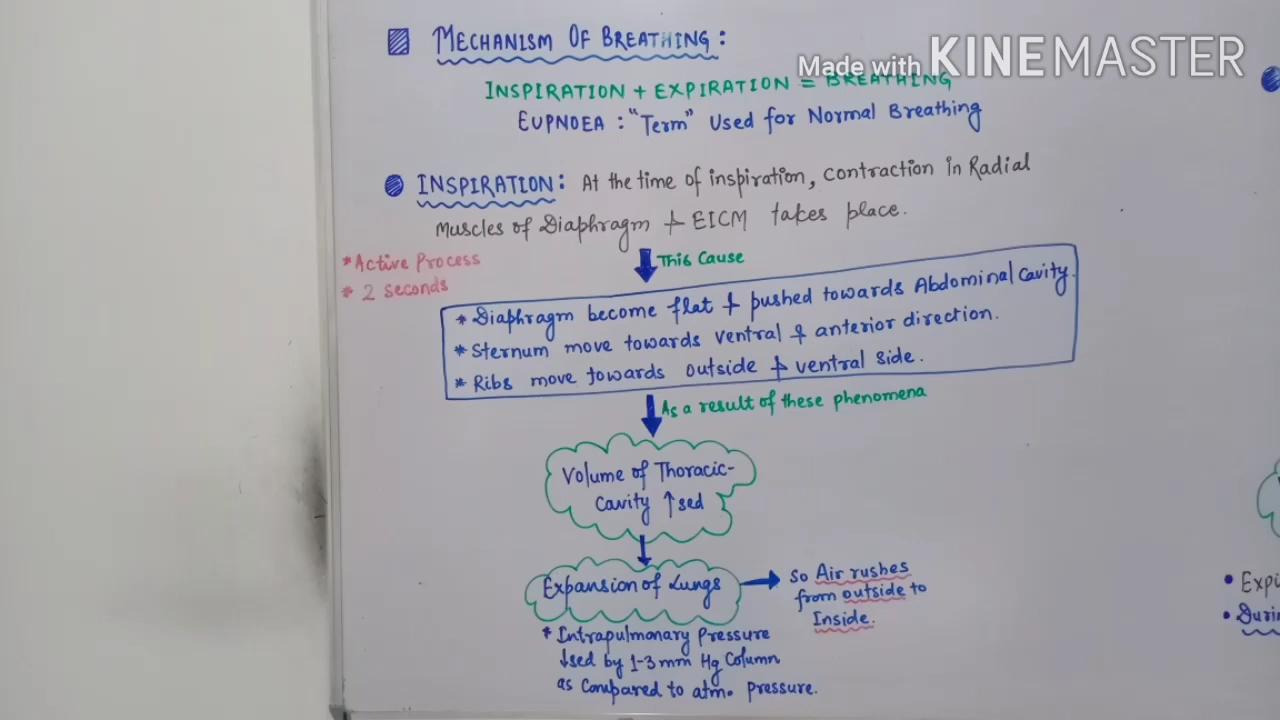 MECHANISM OF BREATHING:
Made with KINEMASTER
INSPIRATION + EXPIRATION = BREATHING
EUPNOEA : "Term" Used for Normal Breathing
INSPIRATION: At the time of inspiration, contraction in Radial
Muscles of Diaphragm & EICM takes place.
*Active Process
* 2 seconds
This Cause
* Diaphragm become flat & pushed towards Abdominal Cavity.
* Sternum move towards ventral & anterior direction.
* Ribs move towards outside & ventral side.
As a result of these phenomena
Volume of Thoracic-
Cavity ↑sed
Expansion of Lungs
So Air rushes
from outside to
Inside.
* Intrapulmonary Pressure
↓sed by 1-3 mm Hg Column
as Compared to atm. pressure.